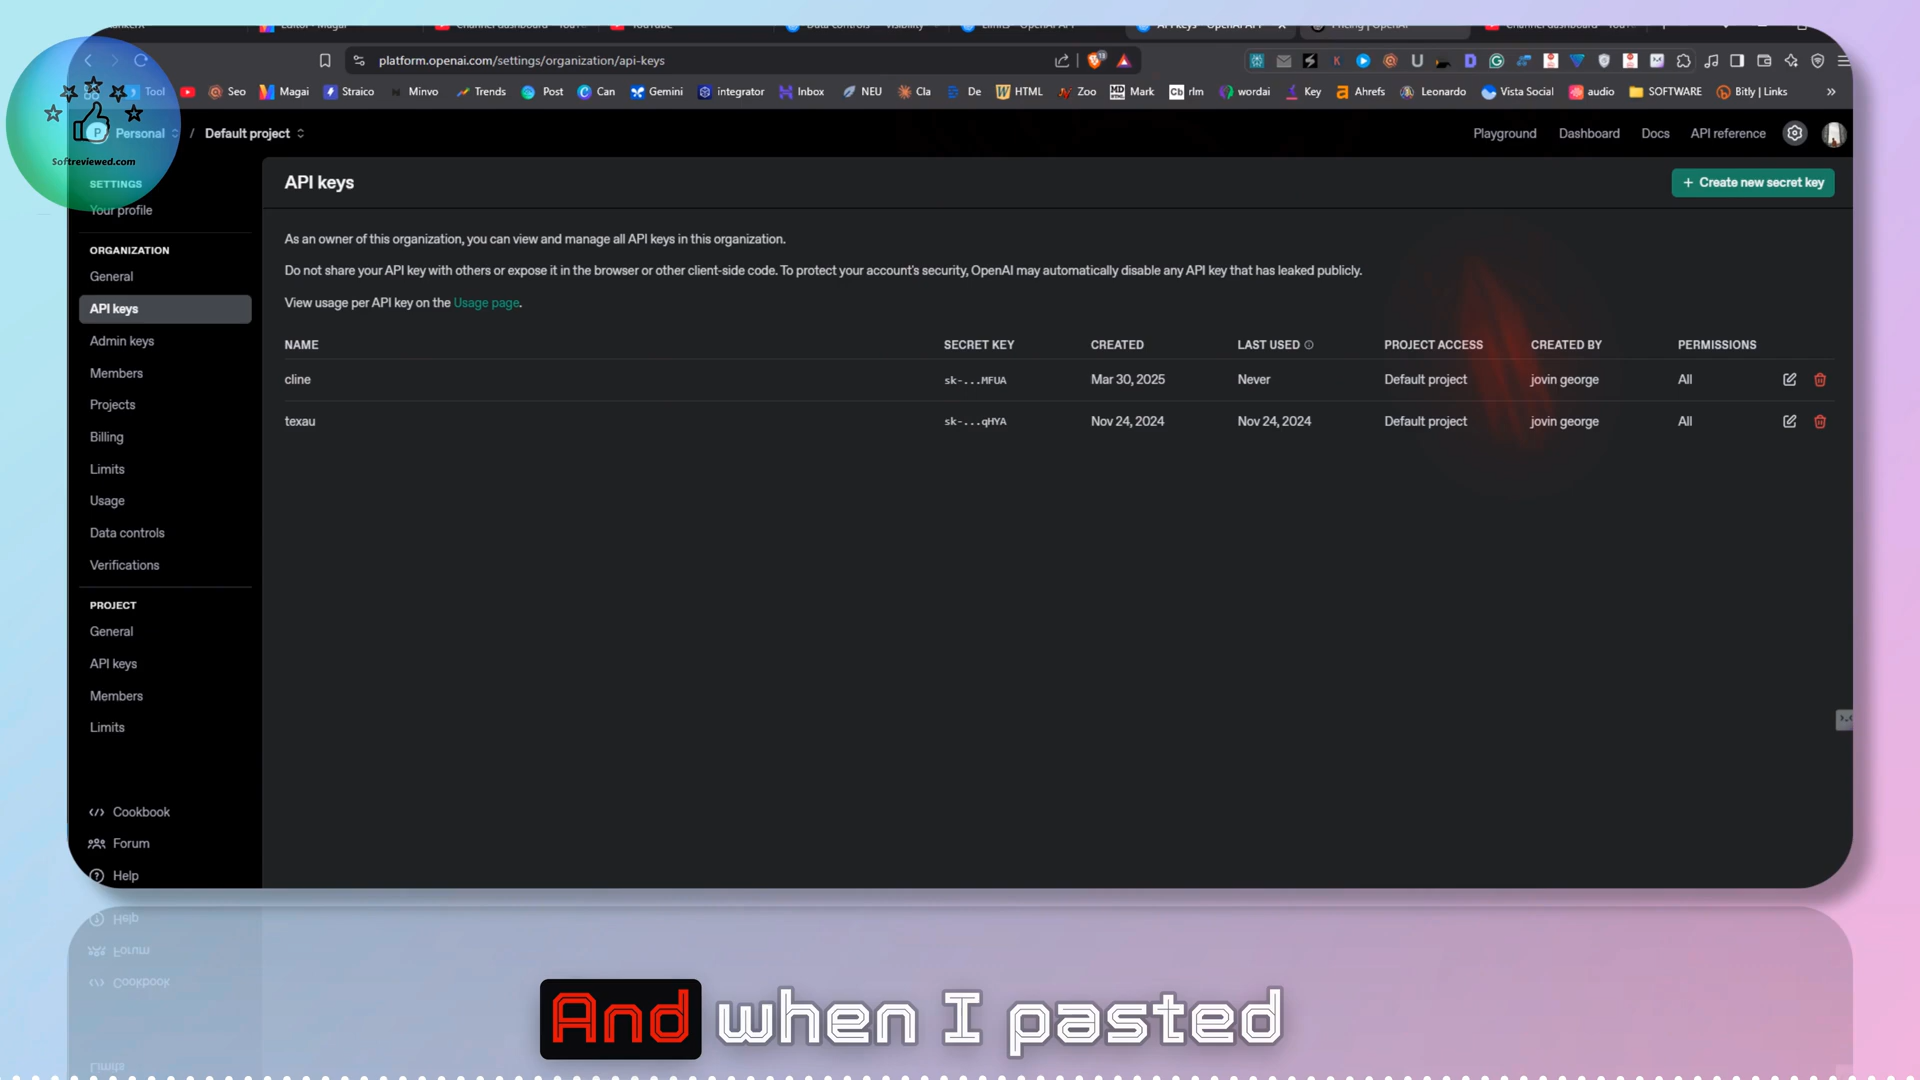 Editor - Magai
YouTube
platform.openai.com/settings/organization/api-keys
Tool Seo Magai Straico Minvo Trends Post Can Gemini integrator Inbox NEU Cla De HTML Zoo Mark rlm wordai Key Ahrefs Leonardo Vista Social audio SOFTWARE Bitly | Links
P Personal / Default project
Playground Dashboard Docs API reference
Softreviewed.com
SETTINGS
Your profile
ORGANIZATION
General
API keys
Admin keys
Members
Projects
Billing
Limits
Usage
Data controls
Verifications
PROJECT
General
API keys
Members
Limits
Cookbook
Forum
Help
API keys
+ Create new secret key
As an owner of this organization, you can view and manage all API keys in this organization.
Do not share your API key with others or expose it in the browser or other client-side code. To protect your account's security, OpenAI may automatically disable any API key that has leaked publicly.
View usage per API key on the Usage page.
NAME SECRET KEY CREATED LAST USED PROJECT ACCESS CREATED BY PERMISSIONS
cline sk-...MFUA Mar 30, 2025 Never Default project jovin george All
texau sk-...qHYA Nov 24, 2024 Nov 24, 2024 Default project jovin george All
And when I pasted